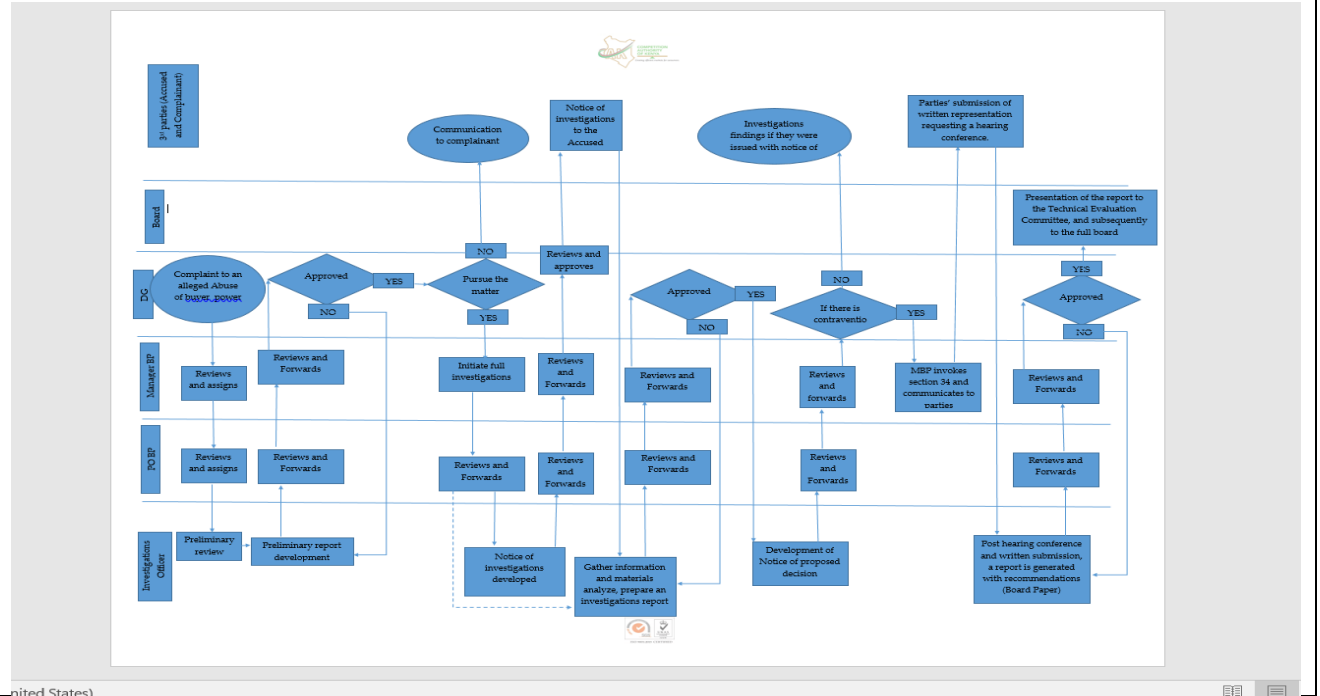 COMPETITION
AUTHORITY
OF KENYA
3rd parties (Accused
and Complainant)
Communication
to complainant
Notice of
investigations
to the
Accused
Investigations
findings if they were
issued with notice of
Parties' submission of
written representation
requesting a hearing
conference.
Board
Presentation of the report to
the Technical Evaluation
Committee, and subsequently
to the full board
DG
Complaint to an
alleged Abuse
of buyer power
Approved
YES
NO
NO
Pursue the
matter
YES
Reviews and
approves
Approved
YES
NO
NO
If there is
contraventio
YES
YES
Approved
NO
Manager BP
Reviews
and assigns
Reviews and
Forwards
Initiate full
investigations
Reviews
and
Forwards
Reviews and
Forwards
Reviews
and
forwards
MBP invokes
section 34 and
communicates to
parties
Reviews and
Forwards
PO BP
Reviews
and assigns
Reviews and
Forwards
Reviews and
Forwards
Reviews
and
Forwards
Reviews and
Forwards
Reviews
and
Forwards
Reviews and
Forwards
Investigations
Officer
Preliminary
review
Preliminary report
development
Notice of
investigations
developed
Gather information
and materials
analyze, prepare an
investigations report
Development of
Notice of proposed
decision
Post hearing conference
and written submission,
a report is generated
with recommendations
(Board Paper)
nited States)